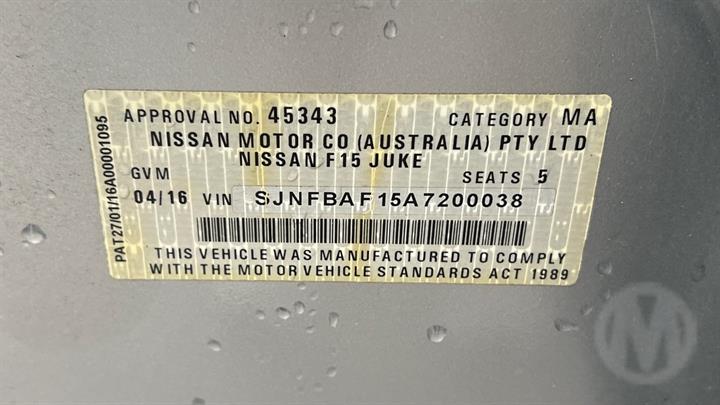 APPROVAL NO. 45343 CATEGORY MA
NISSAN MOTOR CO (AUSTRALIA) PTY LTD
NISSAN F15 JUKE
GVM SEATS 5
04/16 VIN SJNFBAF15A7200038
THIS VEHICLE WAS MANUFACTURED TO COMPLY
WITH THE MOTOR VEHICLE STANDARDS ACT 1989
PAT27/01/16A00001095
M